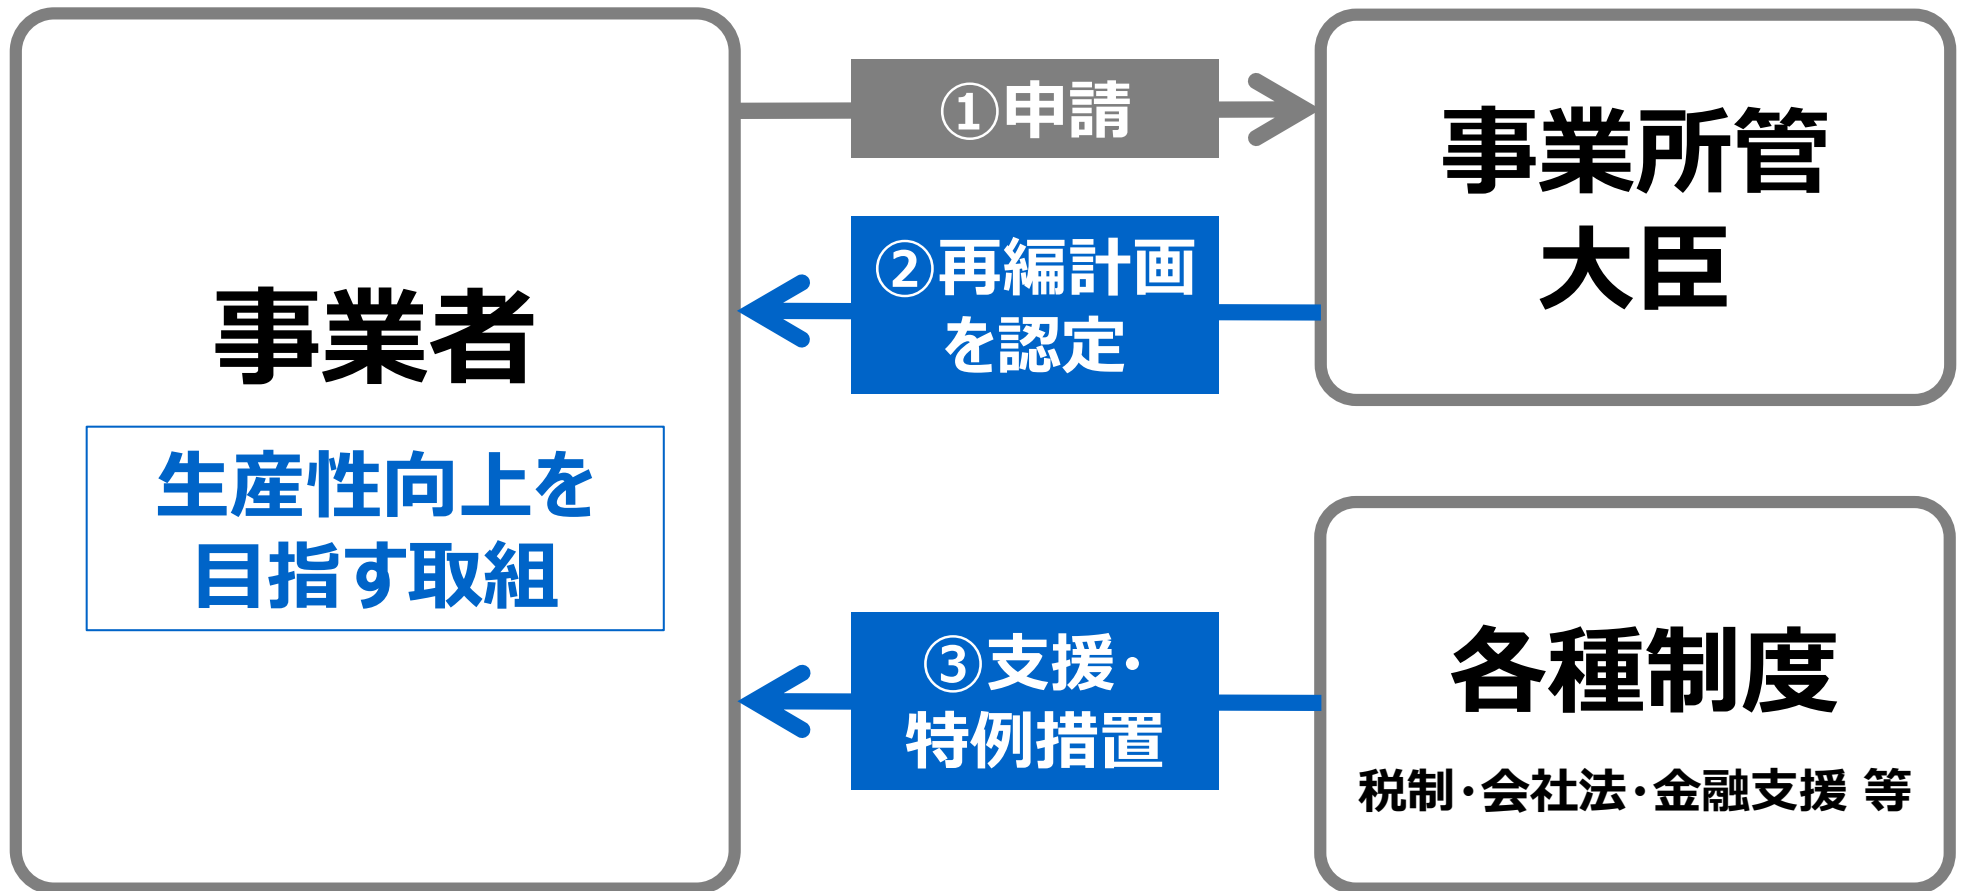 事業者
生産性向上を
目指す取組
①申請
②再編計画
を認定
③支援・
特例措置
事業所管
大臣
各種制度
税制・会社法・金融支援 等